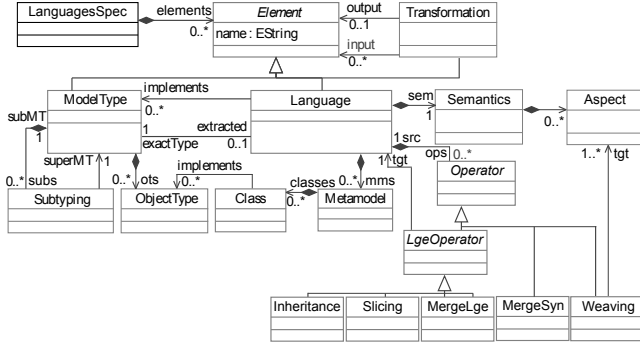 LanguagesSpec
elements
0..*
Element
name : EString
output
0..1
input
0..*
Transformation
ModelType
implements
0..*
Language
sem
1
Semantics
0..*
Aspect
subMT
1
1
exactType
extracted
0..1
1 src
ops
0..*
1
tgt
1..*
tgt
superMT
1
0..*
subs
0..*
ots
implements
0..*
classes
0..*
0..*
mms
Operator
Subtyping
ObjectType
Class
Metamodel
LgeOperator
Inheritance
Slicing
MergeLge
MergeSyn
Weaving